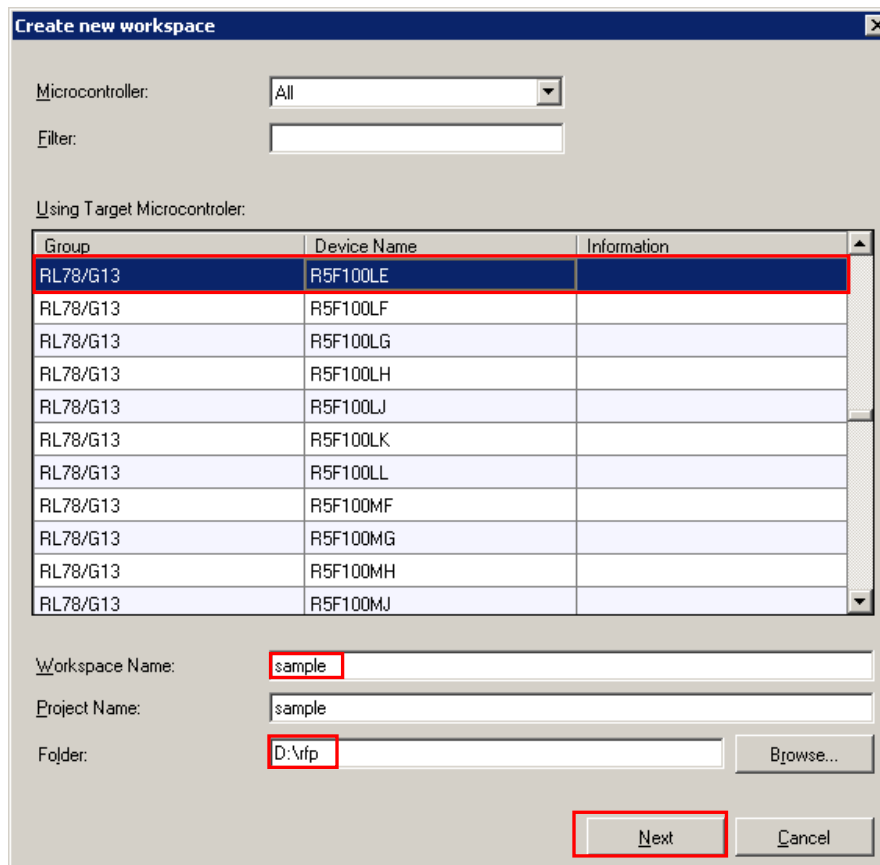 Create new workspace
Microcontroller: All
Filter:
Using Target Microcontroler:
Group Device Name Information
RL78/G13 R5F100LE
RL78/G13 R5F100LF
RL78/G13 R5F100LG
RL78/G13 R5F100LH
RL78/G13 R5F100LJ
RL78/G13 R5F100LK
RL78/G13 R5F100LL
RL78/G13 R5F100MF
RL78/G13 R5F100MG
RL78/G13 R5F100MH
RL78/G13 R5F100MJ
Workspace Name: sample
Project Name: sample
Folder: D:\rfp Browse...
Next Cancel